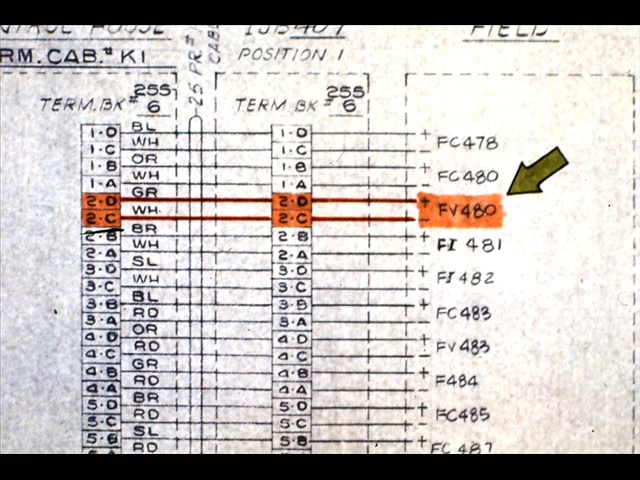 FIELD
RM. CAB.# K1
POSITION 1
25 PR.#
CABL
TERM. BK # 255 6
TERM. BK # 255 6
1-D BL 1-D + FC478
1-C WH 1-C -
1-B OR 1-B + FC480
1-A WH 1-A -
2-D GR 2-D + FV480
2-C WH 2-C -
2-B BR 2-B + FI 481
2-A WH 2-A -
3-D SL 3-D + FI 482
3-C WH 3-C -
3-B BL 3-B + FC483
3-A RD 3-A -
4-D OR 4-D + FV483
4-C RD 4-C -
4-B GR 4-B + F484
4-A RD 4-A -
5-D BR 5-D + FC485
5-C RD 5-C -
5-B SL 5-B + FC487
RD